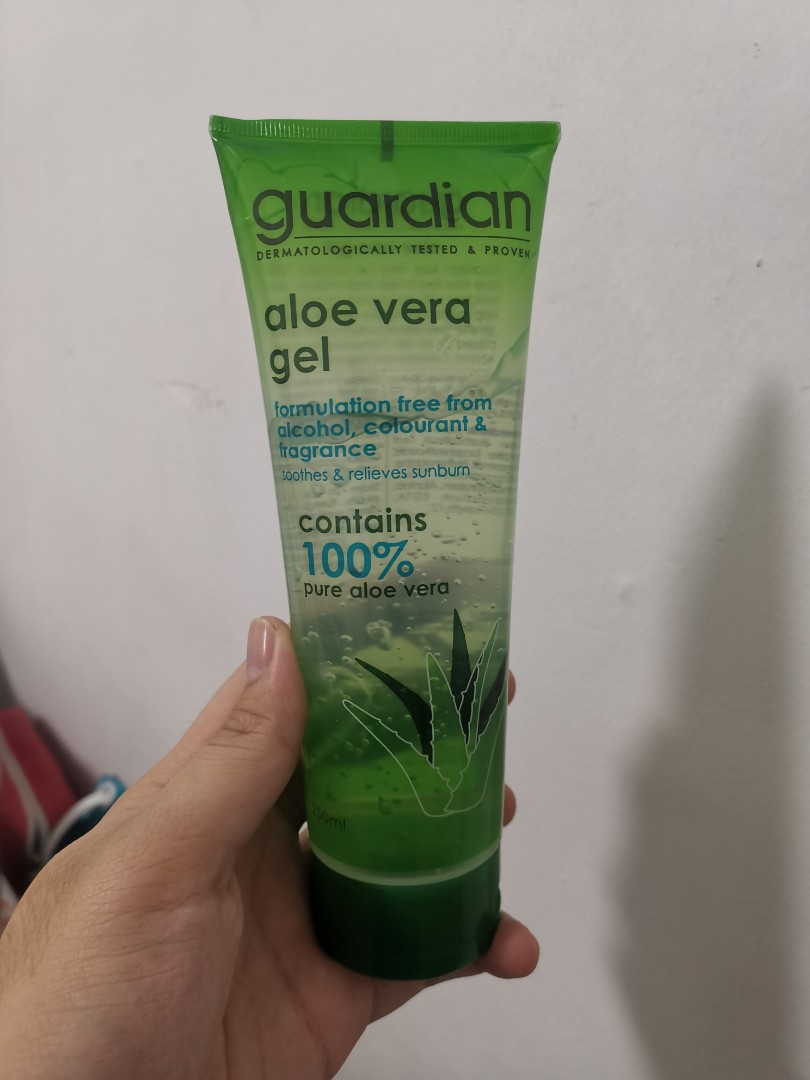 guardian
DERMATOLOGICALLY TESTED & PROVEN
aloe vera
gel
formulation free from
alcohol, colourant &
fragrance
soothes & relieves sunburn
contains
100%
pure aloe vera
250ml